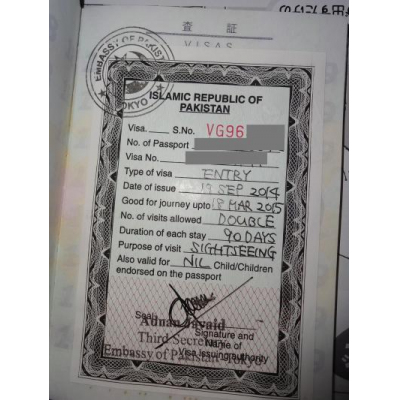 査証
VISAS
EMBASSY OF PAKISTAN
TOKYO
ISLAMIC REPUBLIC OF
PAKISTAN
Visa. S.No. VG96
No. of Passport
Visa No.
Type of visa ENTRY
Date of issue 19 SEP 2014
Good for journey upto 18 MAR 2015
No. of visits allowed DOUBLE
Duration of each stay 90 DAYS
Purpose of visit SIGHTSEEING
Also valid for NIL Child/Children
endorsed on the passport
Seal
Adnan Javaid
Signature and
Third Secretary
Name of
Embassy of Pakistan Tokyo
Visa issuing authority